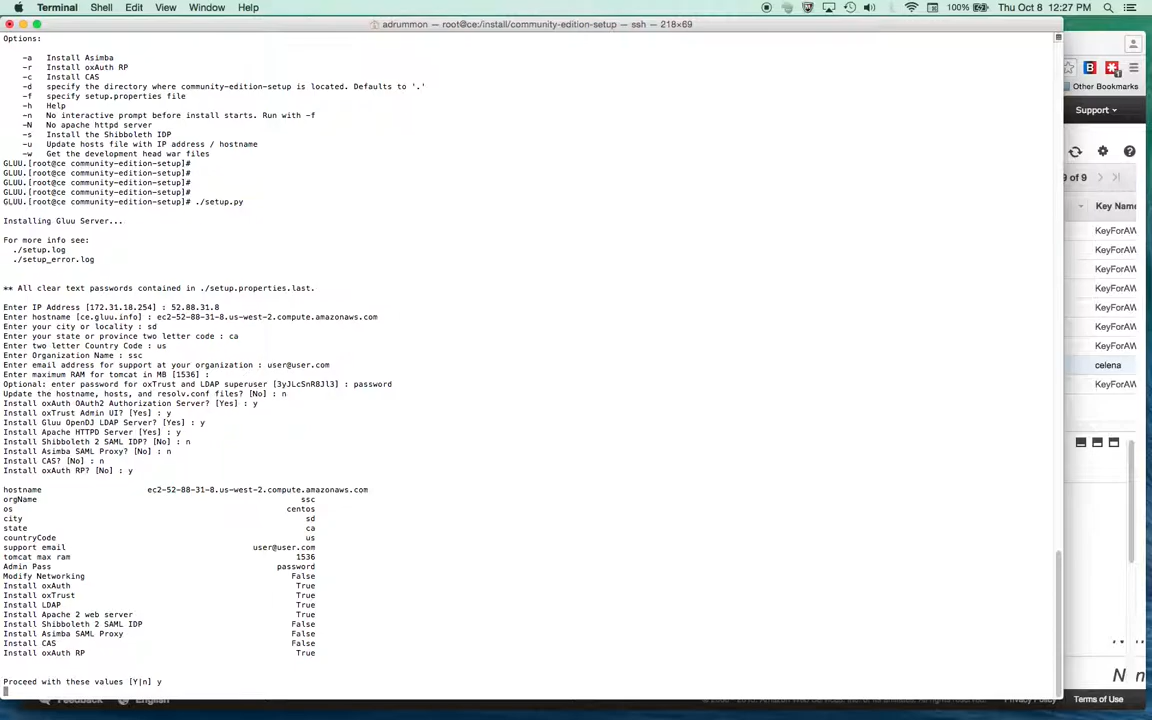 Terminal Shell Edit View Window Help 100% Thu Oct 8 12:27 PM
adrummon — root@ce:/install/community-edition-setup — ssh — 218×69
Options:
-a Install Asimba
-r Install oxAuth RP
-c Install CAS
-d specify the directory where community-edition-setup is located. Defaults to '.'
-f specify setup.properties file
-h Help
-n No interactive prompt before install starts. Run with -f
-N No apache httpd server
-s Install the Shibboleth IDP
-u Update hosts file with IP address / hostname
-w Get the development head war files
GLUU.[root@ce community-edition-setup]#
GLUU.[root@ce community-edition-setup]#
GLUU.[root@ce community-edition-setup]#
GLUU.[root@ce community-edition-setup]#
GLUU.[root@ce community-edition-setup]# ./setup.py
Installing Gluu Server...
For more info see:
./setup.log
./setup_error.log
** All clear text passwords contained in ./setup.properties.last.
Enter IP Address [172.31.18.254] : 52.88.31.8
Enter hostname [ce.gluu.info] : ec2-52-88-31-8.us-west-2.compute.amazonaws.com
Enter your city or locality : sd
Enter your state or province two letter code : ca
Enter two letter Country Code : us
Enter Organization Name : ssc
Enter email address for support at your organization : user@user.com
Enter maximum RAM for tomcat in MB [1536] :
Optional: enter password for oxTrust and LDAP superuser [3yJLcSnR8Jl3] : password
Update the hostname, hosts, and resolv.conf files? [No] : n
Install oxAuth OAuth2 Authorization Server? [Yes] : y
Install oxTrust Admin UI? [Yes] : y
Install Gluu OpenDJ LDAP Server? [Yes] : y
Install Apache HTTPD Server [Yes] : y
Install Shibboleth 2 SAML IDP? [No] : n
Install Asimba SAML Proxy? [No] : n
Install CAS? [No] : n
Install oxAuth RP? [No] : y
hostname ec2-52-88-31-8.us-west-2.compute.amazonaws.com
orgName ssc
os centos
city sd
state ca
countryCode us
support email user@user.com
tomcat max ram 1536
Admin Pass password
Modify Networking False
Install oxAuth True
Install oxTrust True
Install LDAP True
Install Apache 2 web server True
Install Shibboleth 2 SAML IDP False
Install Asimba SAML Proxy False
Install CAS False
Install oxAuth RP True
Proceed with these values [Y|n] y
Other Bookmarks
Support
9 of 9
Key Name
KeyForAW
KeyForAW
KeyForAW
KeyForAW
KeyForAW
KeyForAW
KeyForAW
celena
KeyForAW
Feedback English Privacy Policy Terms of Use